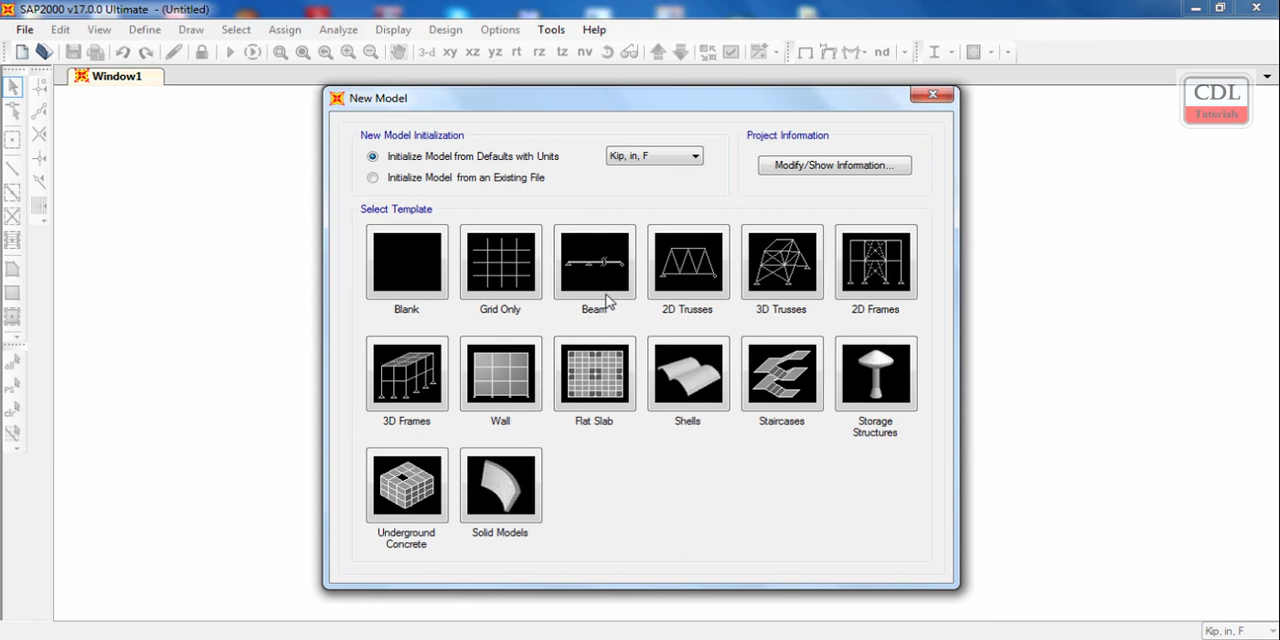 SAP2000 v17.0.0 Ultimate - (Untitled)
File Edit View Define Draw Select Assign Analyze Display Design Options Tools Help
3-d xy xz yz rt rz tz nv nd
Window1
CDL
Tutorials
New Model
New Model Initialization
Project Information
Initialize Model from Defaults with Units
Kip, in, F
Modify/Show Information...
Initialize Model from an Existing File
Select Template
Blank
Grid Only
Beam
2D Trusses
3D Trusses
2D Frames
3D Frames
Wall
Flat Slab
Shells
Staircases
Storage
Structures
Underground
Concrete
Solid Models
all
PS
clr
Kip, in, F